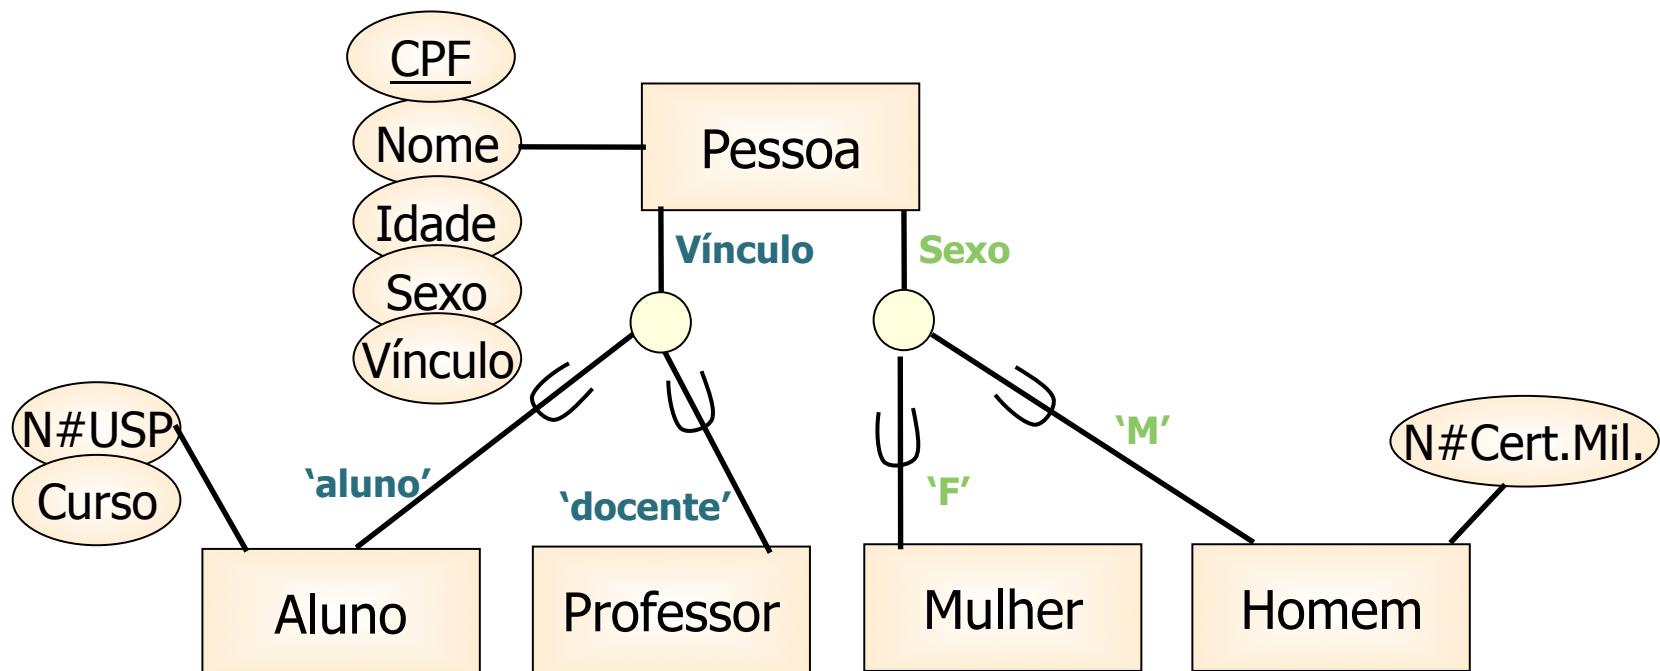 CPF
Nome
Idade
Sexo
Vínculo
Pessoa
Vínculo
Sexo
N#USP
Curso
‘aluno’
‘docente’
‘F’
‘M’
N#Cert.Mil.
Aluno
Professor
Mulher
Homem